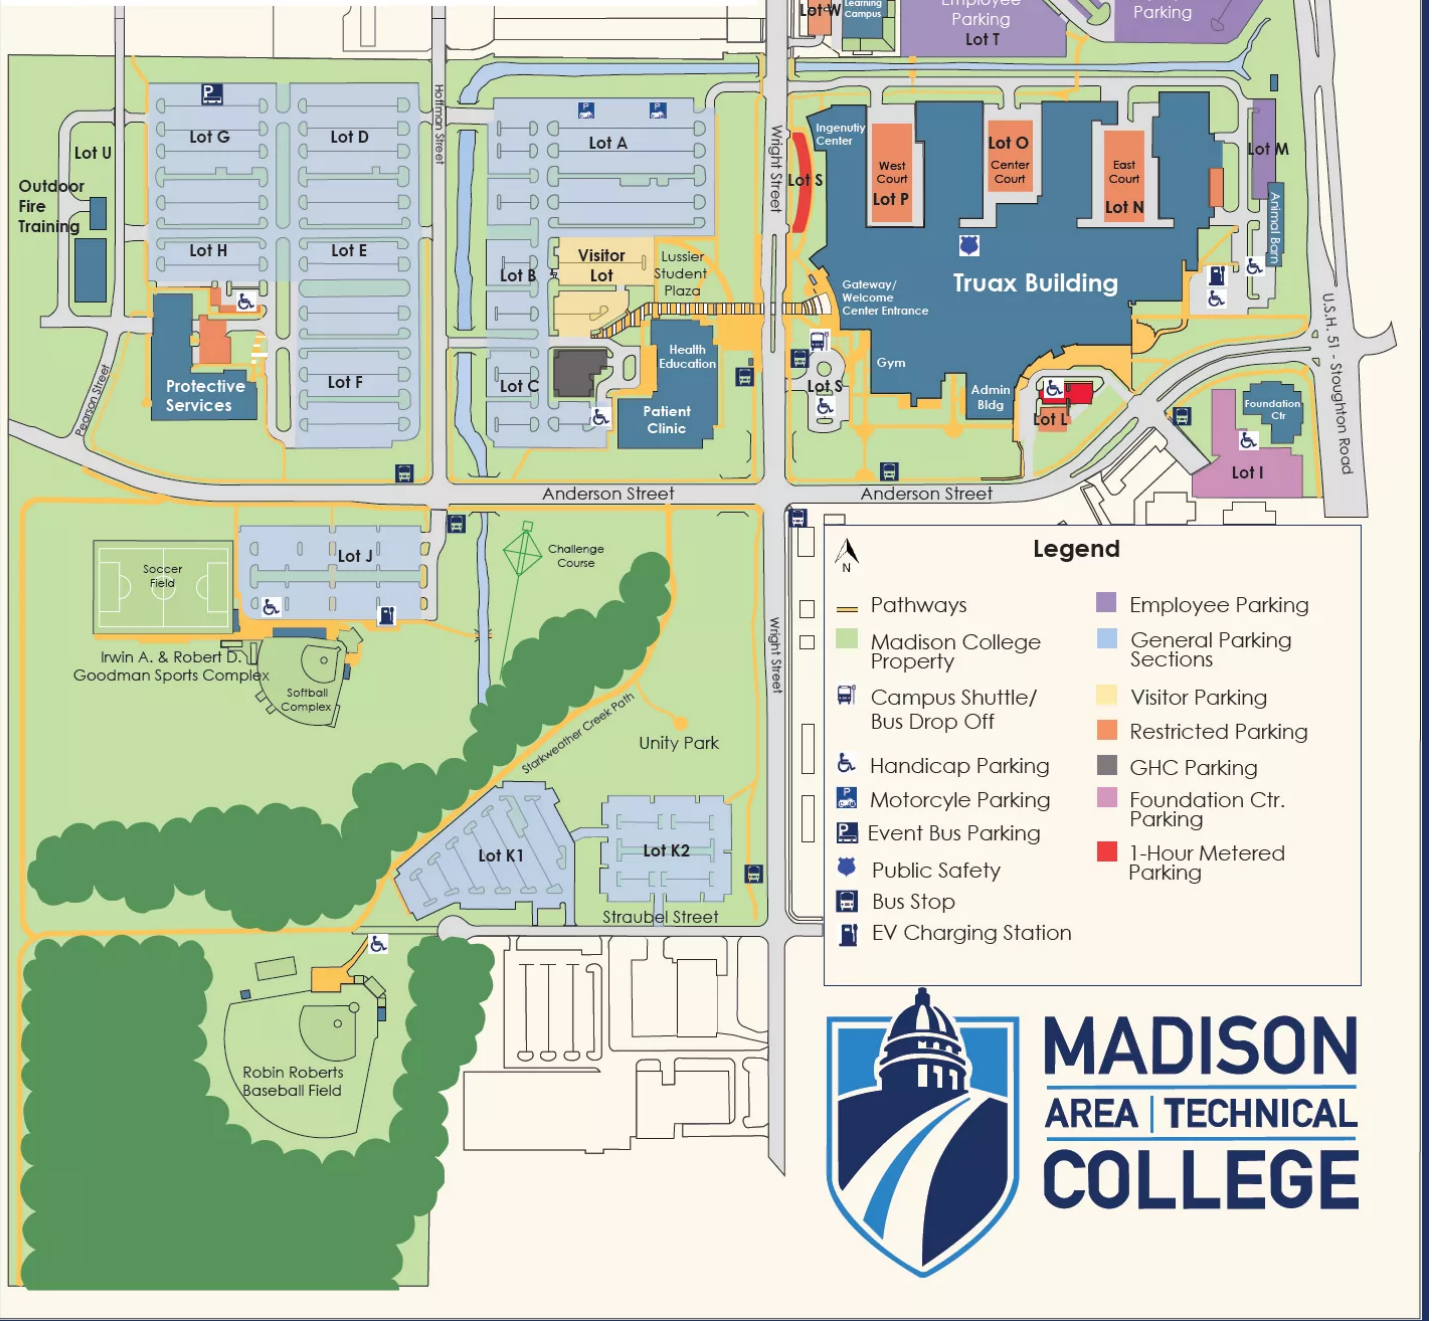 Lot W
Learning
Campus
Employee
Parking
Lot T
Parking
Hoffman Street
Wright Street
Lot G
Lot D
Lot A
Lot U
Outdoor
Fire
Training
Lot H
Lot E
Lot B
Visitor
Lot
Lussier
Student
Plaza
Ingenutiy
Center
Lot S
West
Court
Lot P
Lot O
Center
Court
East
Court
Lot N
Lot M
Animal Barn
Truax Building
Gateway/
Welcome
Center Entrance
U.S.H. 51 - Stoughton Road
Pearson Street
Protective
Services
Lot F
Lot C
Health
Education
Patient
Clinic
Gym
Lot S
Admin
Bldg
Lot L
Foundation
Ctr
Lot I
Anderson Street
Anderson Street
Soccer
Field
Lot J
Challenge
Course
Irwin A. & Robert D.
Goodman Sports Complex
Softball
Complex
Wright Street
Starkweather Creek Path
Unity Park
Lot K1
Lot K2
Straubel Street
Robin Roberts
Baseball Field
Legend
N
Pathways
Madison College
Property
Campus Shuttle/
Bus Drop Off
Handicap Parking
P
Motorcyle Parking
P
Event Bus Parking
Public Safety
Bus Stop
EV Charging Station
Employee Parking
General Parking
Sections
Visitor Parking
Restricted Parking
GHC Parking
Foundation Ctr.
Parking
1-Hour Metered
Parking
MADISON
AREA | TECHNICAL
COLLEGE